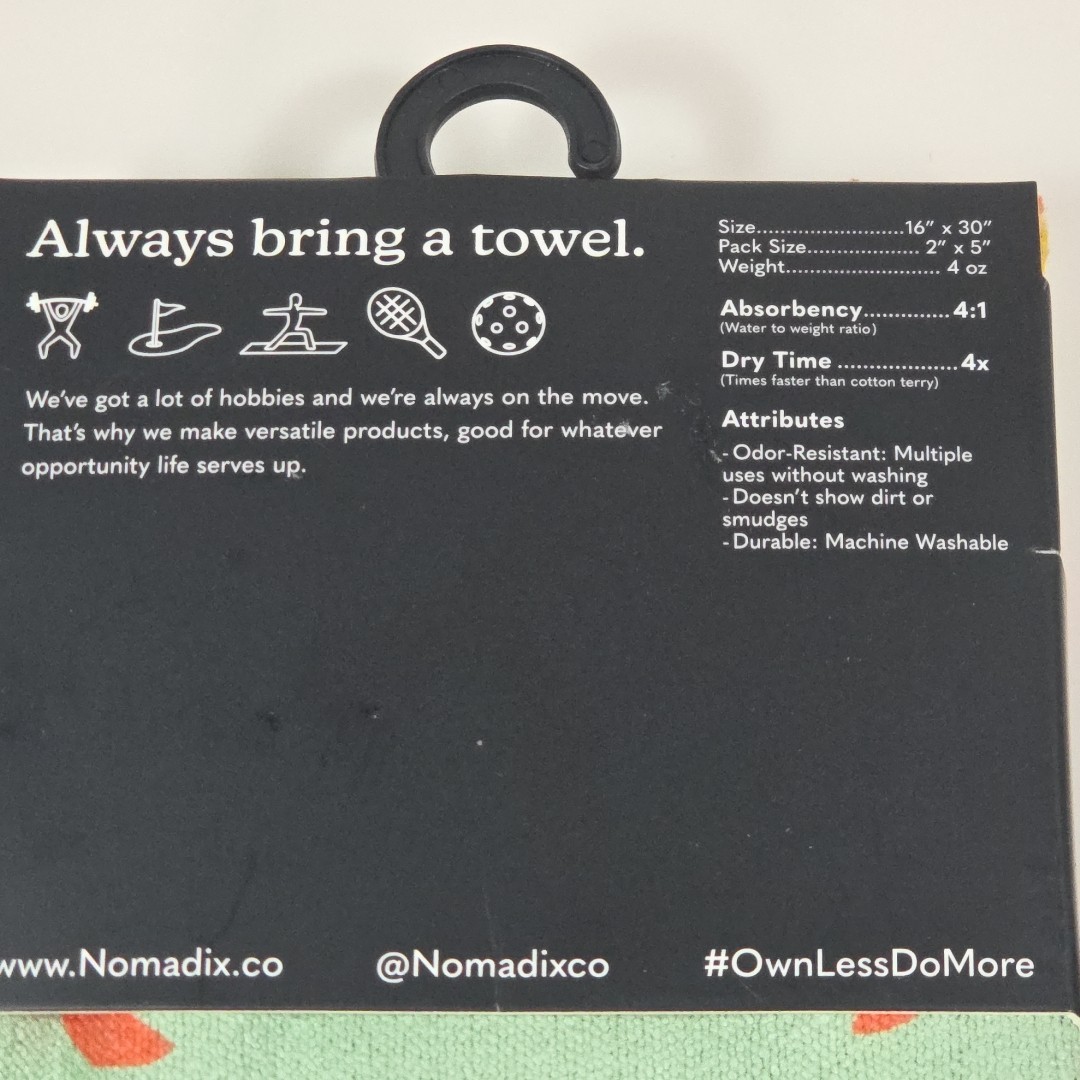 Always bring a towel.
We've got a lot of hobbies and we're always on the move.
That's why we make versatile products, good for whatever
opportunity life serves up.
Size..........................16” x 30”
Pack Size.................... 2” x 5”
Weight........................... 4 oz
Absorbency...............4:1
(Water to weight ratio)
Dry Time .....................4x
(Times faster than cotton terry)
Attributes
- Odor-Resistant: Multiple
uses without washing
- Doesn't show dirt or
smudges
- Durable: Machine Washable
www.Nomadix.co
@Nomadixco
#OwnLessDoMore